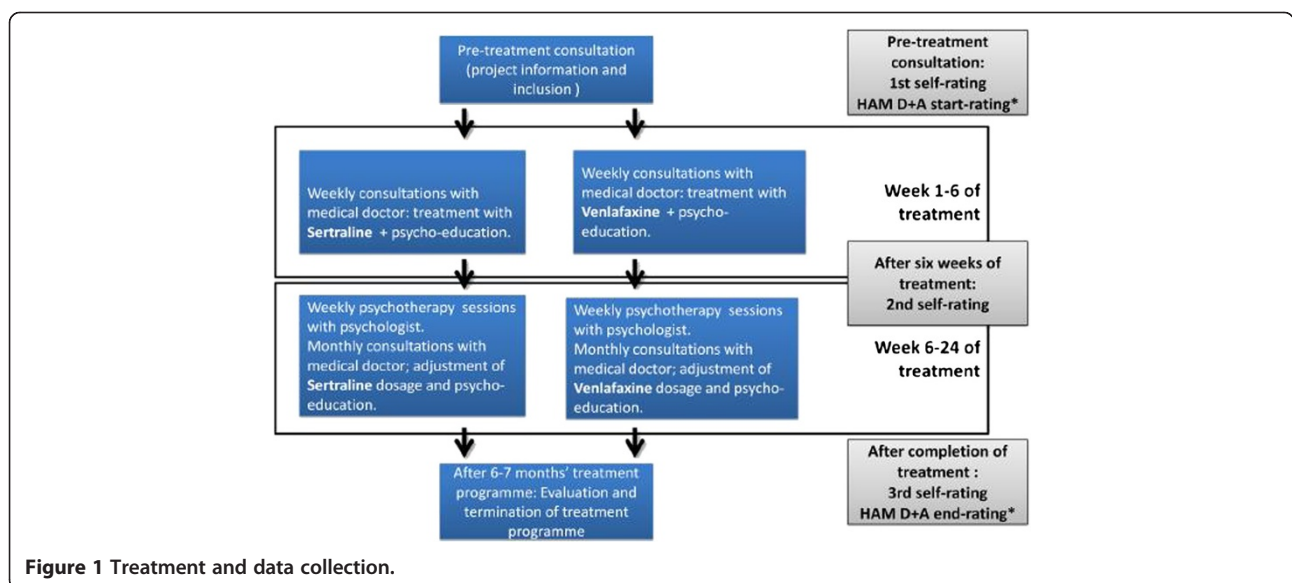 Pre-treatment consultation
(project information and
inclusion )
Pre-treatment
consultation:
1st self-rating
HAM D+A start-rating*
Weekly consultations with
medical doctor: treatment with
Sertraline + psycho-education.
Weekly consultations with
medical doctor: treatment with
Venlafaxine + psycho-
education.
Week 1-6 of
treatment
After six weeks of
treatment:
2nd self-rating
Weekly psychotherapy sessions
with psychologist.
Monthly consultations with
medical doctor; adjustment of
Sertraline dosage and psycho-
education.
Weekly psychotherapy sessions
with psychologist.
Monthly consultations with
medical doctor; adjustment of
Venlafaxine dosage and psycho-
education.
Week 6-24 of
treatment
After 6-7 months' treatment
programme: Evaluation and
termination of treatment
programme
After completion of
treatment :
3rd self-rating
HAM D+A end-rating*
Figure 1 Treatment and data collection.